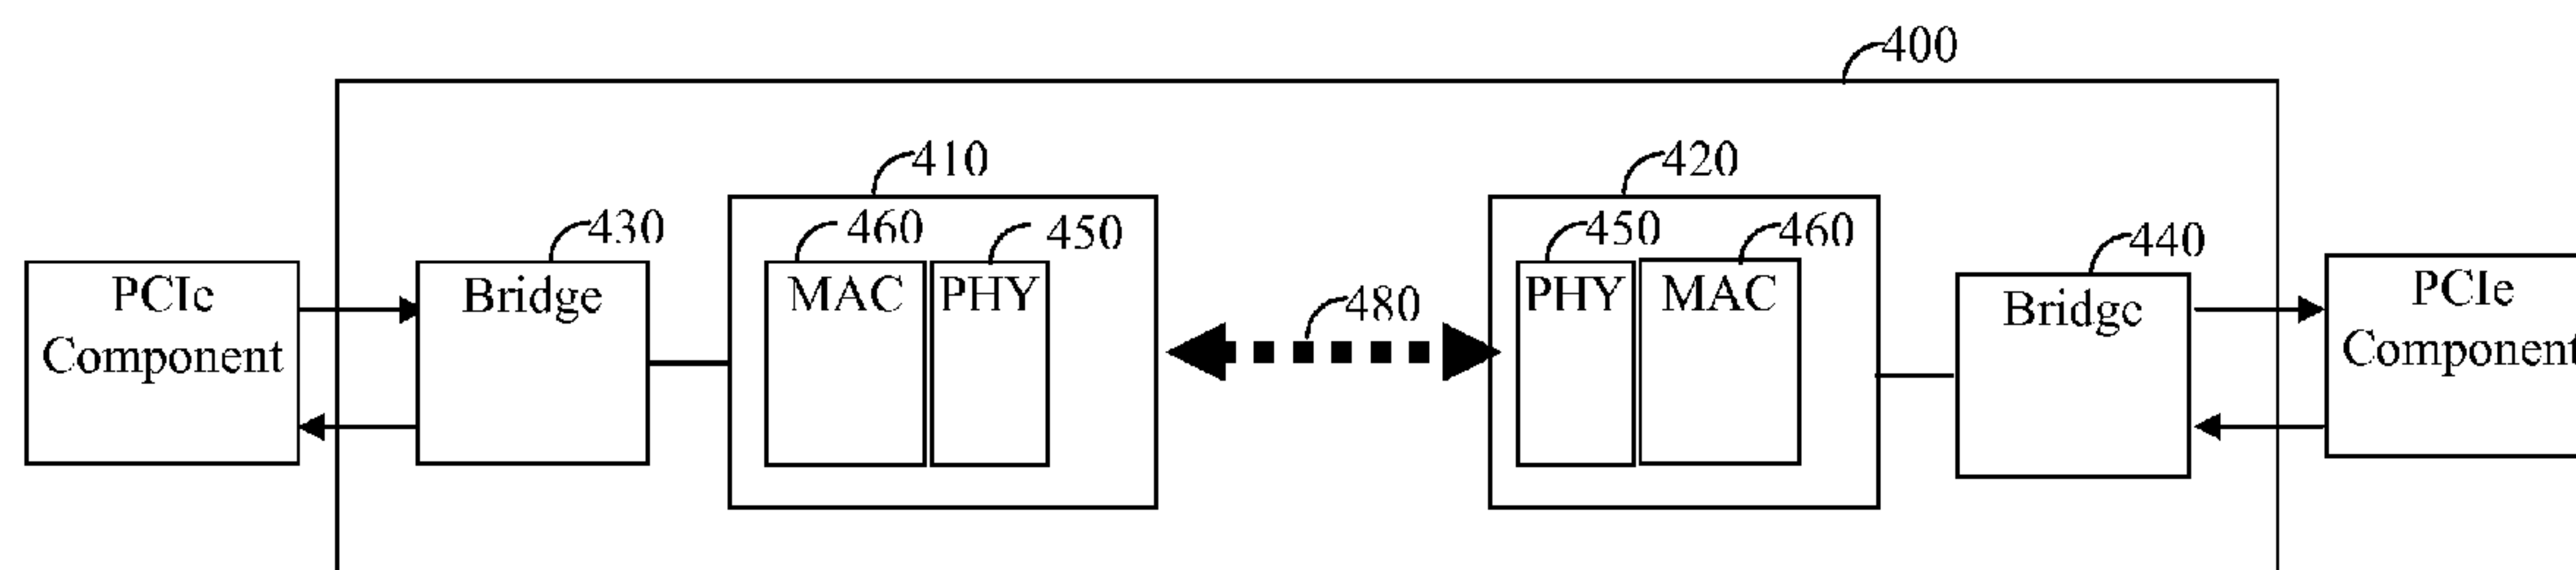 400
410
420
430
460
450
450
460
440
PCIe
Component
Bridge
MAC
PHY
480
PHY
MAC
Bridge
PCIe
Component